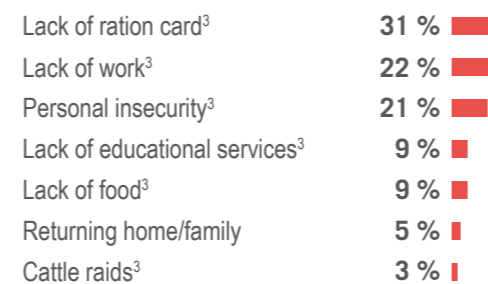 Lack of ration card³ 31 %
Lack of work³ 22 %
Personal insecurity³ 21 %
Lack of educational services³ 9 %
Lack of food³ 9 %
Returning home/family 5 %
Cattle raids³ 3 %